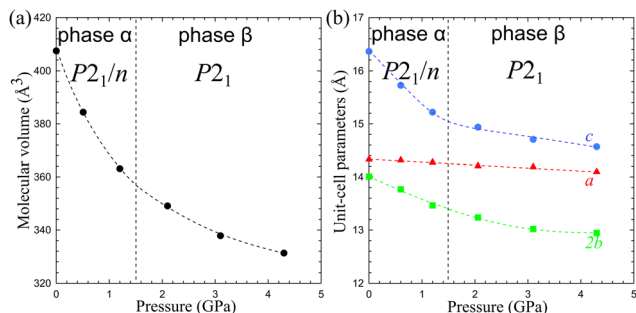 (a)
phase α
phase β
P2₁/n
P2₁
Molecular volume (Å³)
420
400
380
360
340
320
0
1
2
3
4
5
Pressure (GPa)
(b)
phase α
phase β
P2₁/n
P2₁
Unit-cell parameters (Å)
17
16
15
14
13
12
c
a
2b
0
1
2
3
4
5
Pressure (GPa)